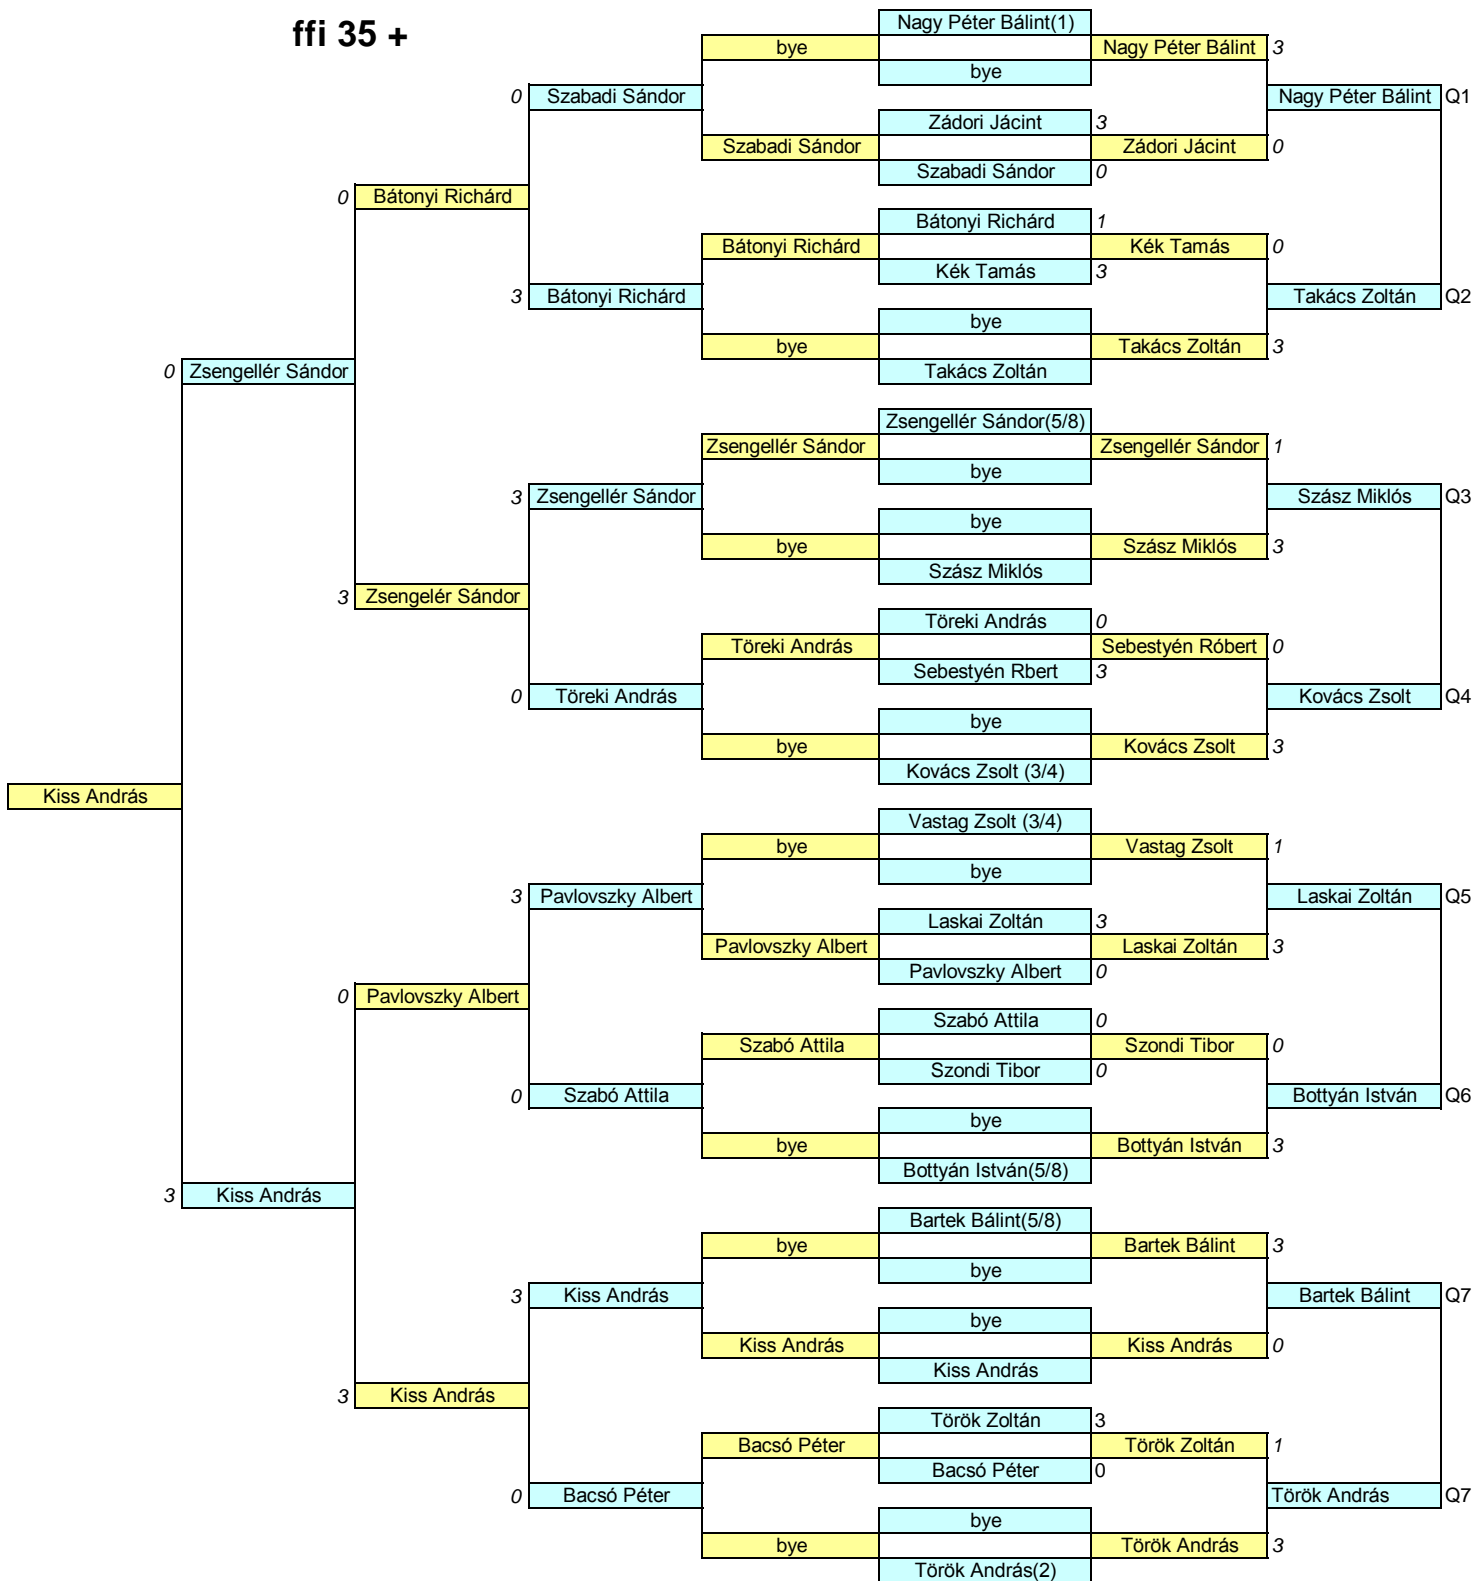 ffi 35 +
Nagy Péter Bálint(1)
bye Nagy Péter Bálint 3
bye
0 Szabadi Sándor Nagy Péter Bálint Q1
Zádori Jácint 3
Szabadi Sándor Zádori Jácint 0
Szabadi Sándor 0
0 Bátonyi Richárd
Bátonyi Richárd 1
Bátonyi Richárd Kék Tamás 0
Kék Tamás 3
3 Bátonyi Richárd Takács Zoltán Q2
bye
bye Takács Zoltán 3
0 Zsengellér Sándor Takács Zoltán
Zsengellér Sándor(5/8)
Zsengellér Sándor Zsengellér Sándor 1
bye
3 Zsengellér Sándor Szász Miklós Q3
bye
bye Szász Miklós 3
Szász Miklós
3 Zsengelér Sándor
Töreki András 0
Töreki András Sebestyén Róbert 0
Sebestyén Rbert 3
0 Töreki András Kovács Zsolt Q4
bye
bye Kovács Zsolt 3
Kovács Zsolt (3/4)
Kiss András
Vastag Zsolt (3/4)
bye Vastag Zsolt 1
bye
3 Pavlovszky Albert Laskai Zoltán Q5
Laskai Zoltán 3
Pavlovszky Albert Laskai Zoltán 3
Pavlovszky Albert 0
0 Pavlovszky Albert
Szabó Attila 0
Szabó Attila Szondi Tibor 0
Szondi Tibor 0
0 Szabó Attila Bottyán István Q6
bye
bye Bottyán István 3
Bottyán István(5/8)
3 Kiss András
Bartek Bálint(5/8)
bye Bartek Bálint 3
bye
3 Kiss András Bartek Bálint Q7
bye
Kiss András Kiss András 0
Kiss András
3 Kiss András
Török Zoltán 3
Bacsó Péter Török Zoltán 1
Bacsó Péter 0
0 Bacsó Péter Török András Q7
bye
bye Török András 3
Török András(2)